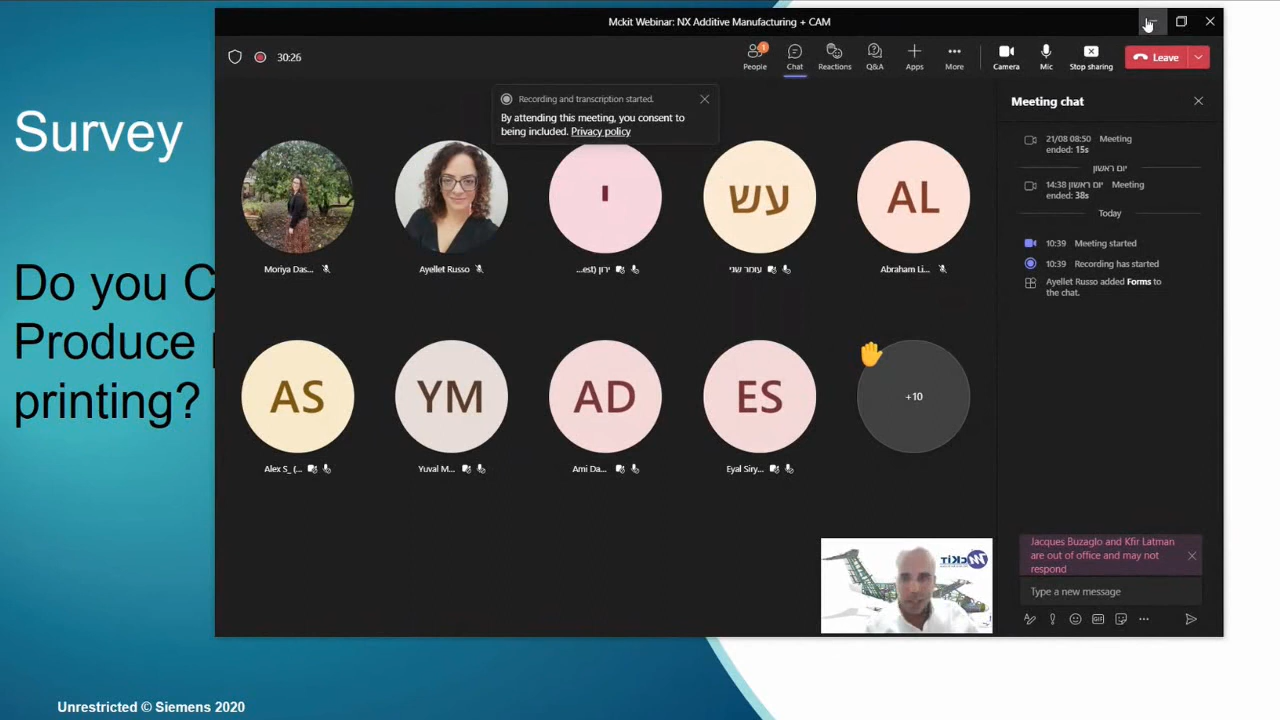 Mckit Webinar: NX Additive Manufacturing + CAM
30:26
People
1
Chat
Reactions
Q&A
Apps
More
Camera
Mic
Stop sharing
Leave
Survey
Do you C
Produce
printing?
Recording and transcription started.
By attending this meeting, you consent to
being included. Privacy policy
Meeting chat
21/08 08:50 Meeting
ended: 15s
יום ראשון
יום ראשון 14:38 Meeting
ended: 38s
Today
10:39 Meeting started
10:39 Recording has started
Ayellet Russo added Forms to
the chat.
י
עש
AL
Moriya Das...
Ayellet Russo
ירון (est...
עומר שני
Abraham Li...
AS
YM
AD
ES
+10
Alex S_ (...
Yuval M...
Ami Da...
Eyal Siry...
McKiT
Jacques Buzaglo and Kfir Latman
are out of office and may not
respond
Type a new message
GIF
Unrestricted © Siemens 2020